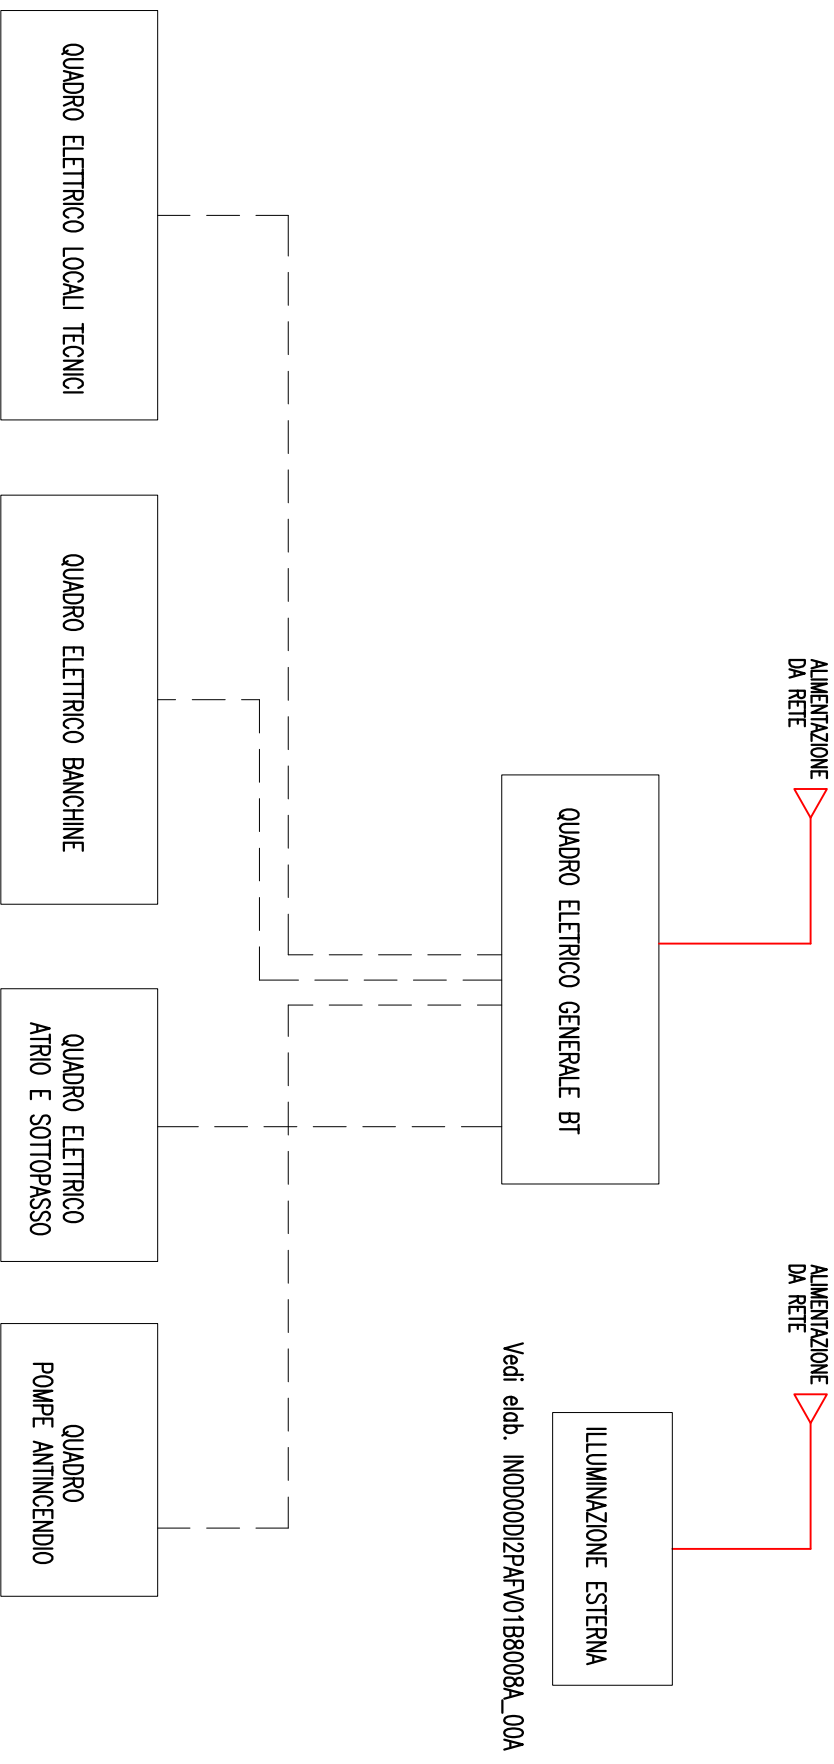 ALIMENTAZIONE
DA RETE
ALIMENTAZIONE
DA RETE
QUADRO ELETRICO GENERALE BT
ILLUMINAZIONE ESTERNA
Vedi elab. IN0D00DI2PAFV01B8008A_00A
QUADRO ELETTRICO LOCALI TECNICI
QUADRO ELETTRICO BANCHINE
QUADRO ELETTRICO
ATRIO E SOTTOPASSO
QUADRO
POMPE ANTINCENDIO